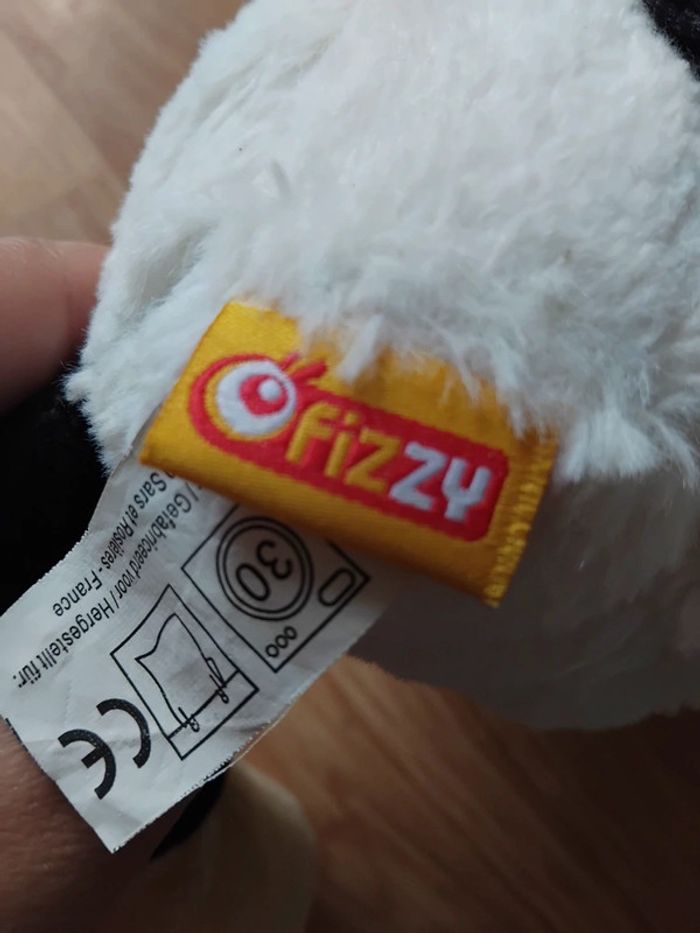 fizzy
/ Gefabriceerd voor / Hergestellt für:
Sars et Rosières - France
30
CE